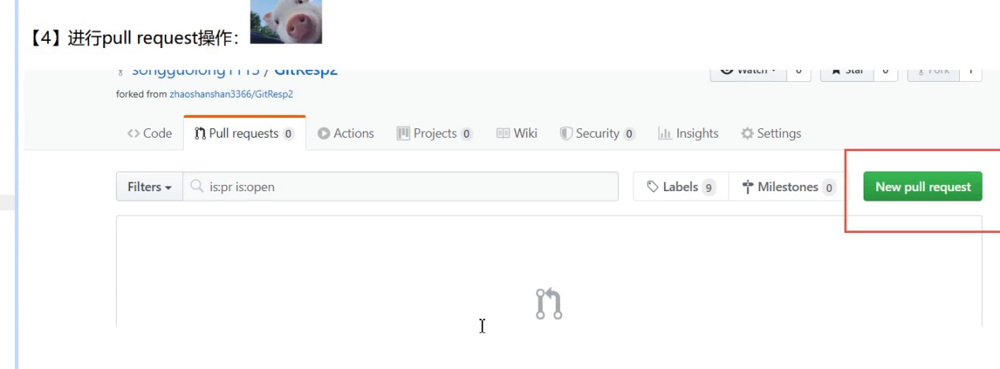 【4】进行pull request操作：
songguolong1115 / GitResp2
Watch 0 Star 0 Fork 1
forked from zhaoshanshan3366/GitResp2
<> Code Pull requests 0 Actions Projects 0 Wiki Security 0 Insights Settings
Filters is:pr is:open Labels 9 Milestones 0 New pull request